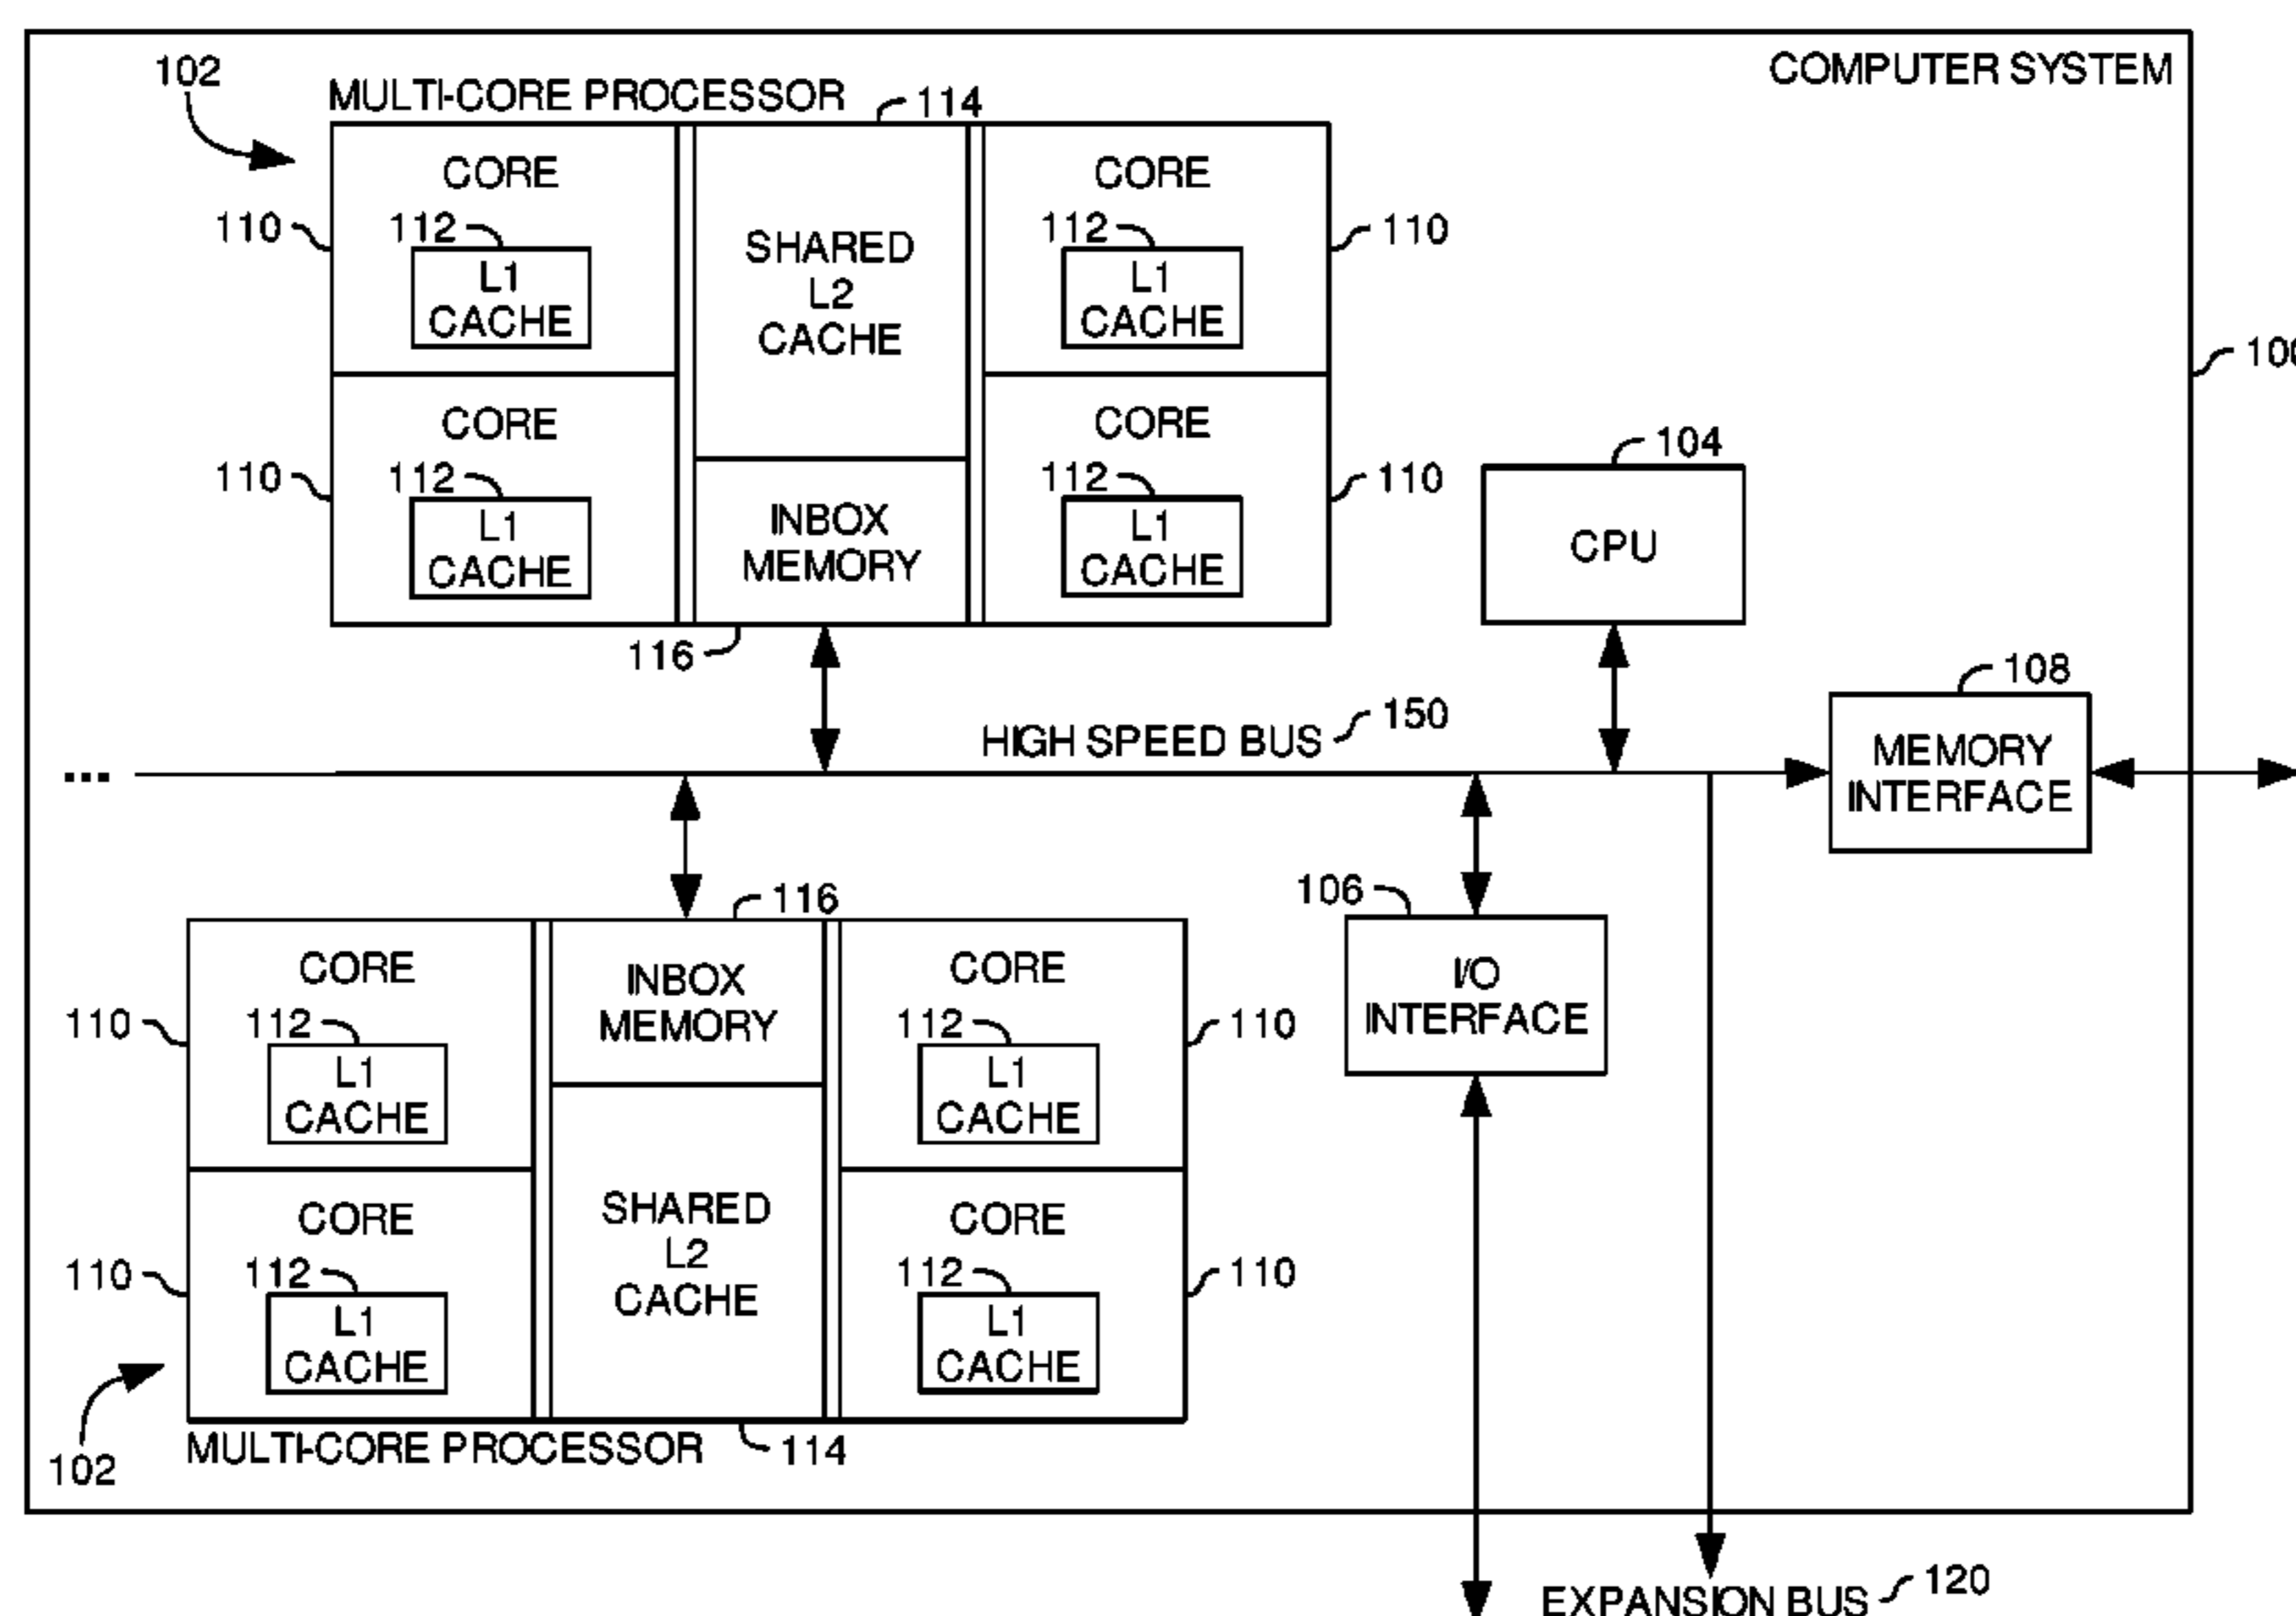 COMPUTER SYSTEM
102
MULTI-CORE PROCESSOR
114
CORE
CORE
110
112
L1
CACHE
SHARED
L2
CACHE
112
L1
CACHE
110
CORE
CORE
110
112
L1
CACHE
INBOX
MEMORY
112
L1
CACHE
110
116
104
CPU
108
MEMORY
INTERFACE
HIGH SPEED BUS
150
...
116
106
I/O
INTERFACE
CORE
INBOX
MEMORY
CORE
110
112
L1
CACHE
112
L1
CACHE
110
CORE
SHARED
L2
CACHE
CORE
110
112
L1
CACHE
112
L1
CACHE
110
102
MULTI-CORE PROCESSOR
114
EXPANSION BUS
120